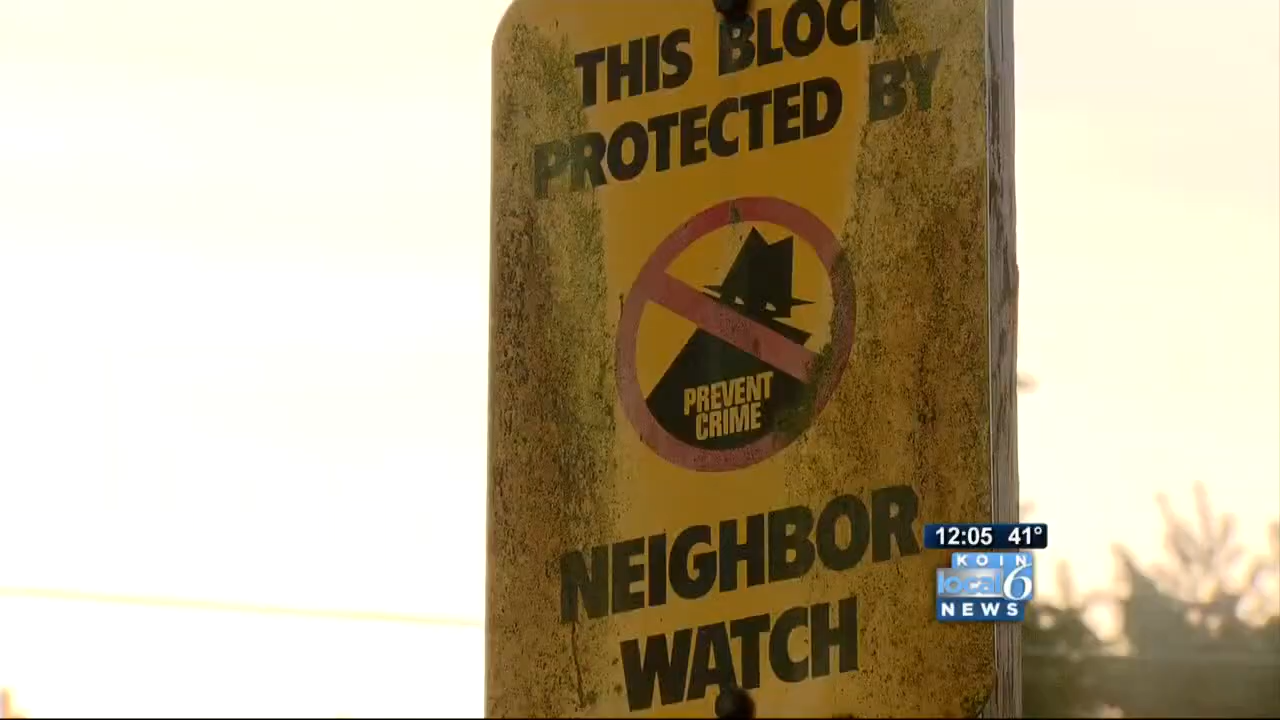 THIS BLOCK
PROTECTED BY
PREVENT
CRIME
NEIGHBOR
WATCH
12:05 41°
KOIN
local 6
NEWS